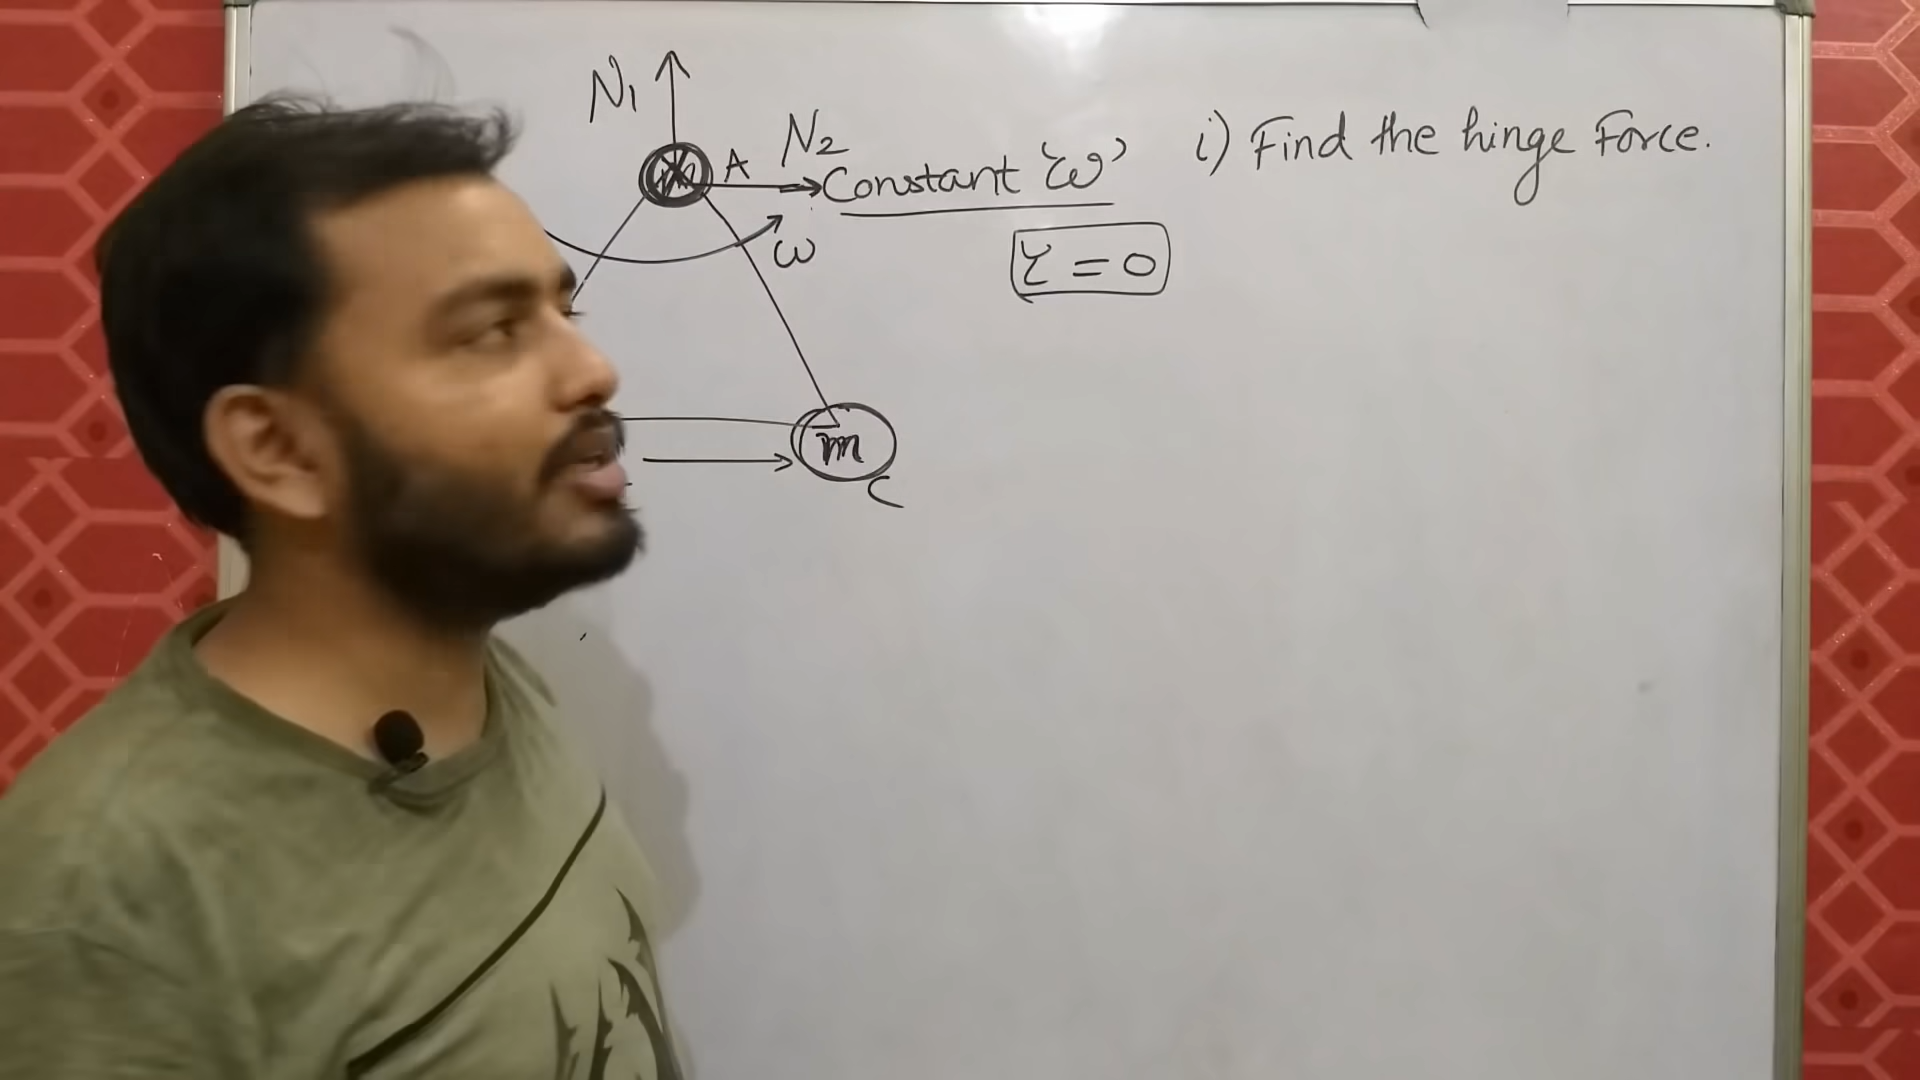 N₁
A
N₂
Constant 'ω'
ω
τ = 0
m
C
i) Find the hinge Force.